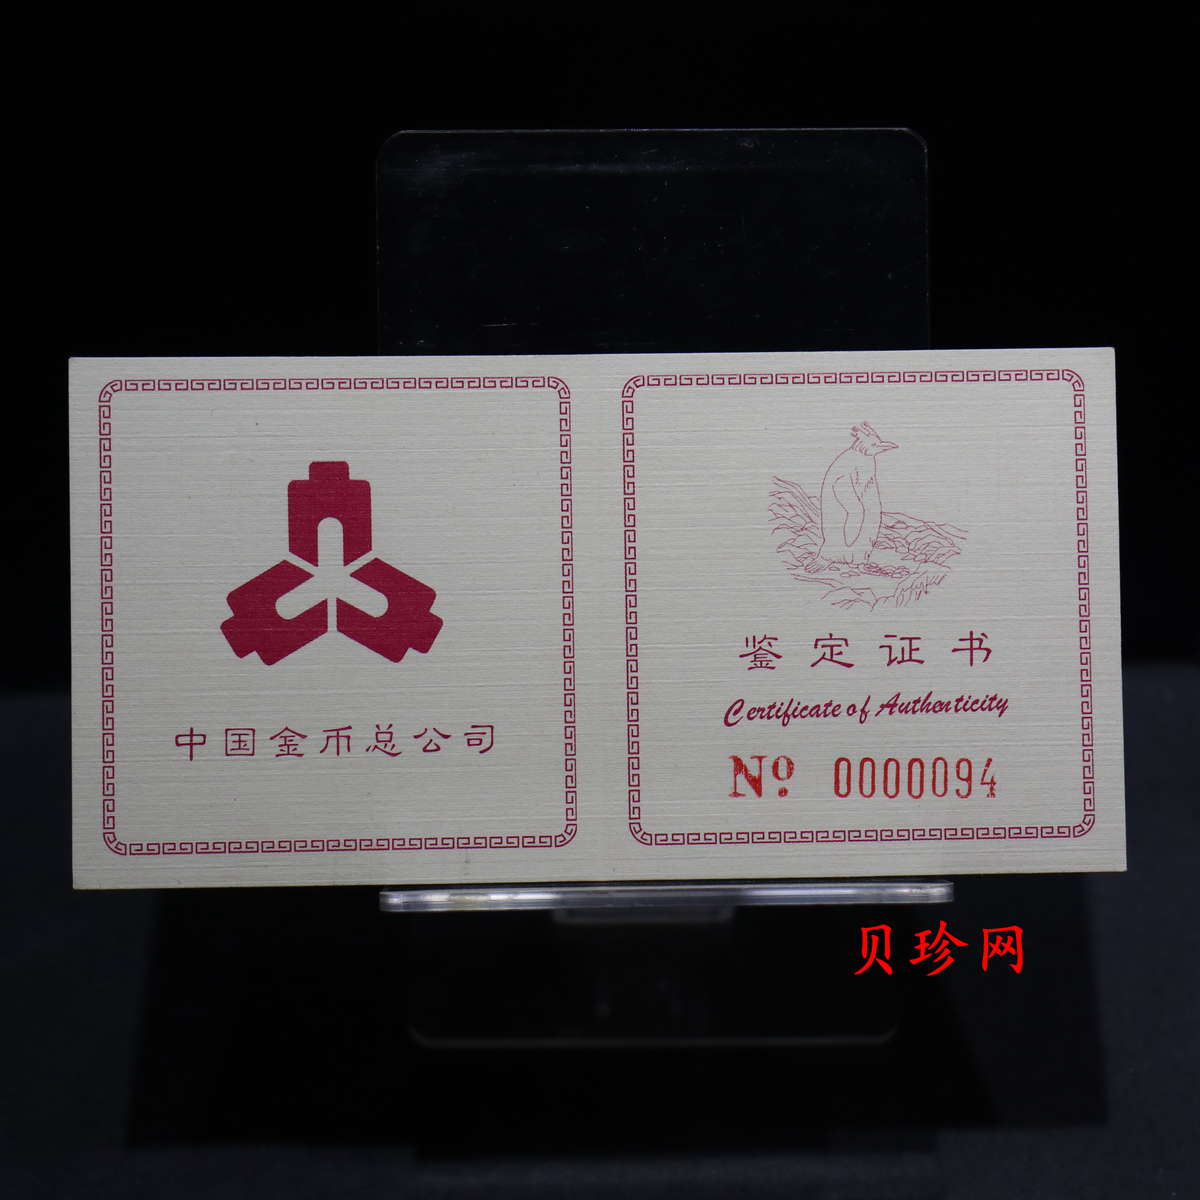 中国金币总公司
鉴定证书
Certificate of Authenticity
Nº 0000094
贝珍网